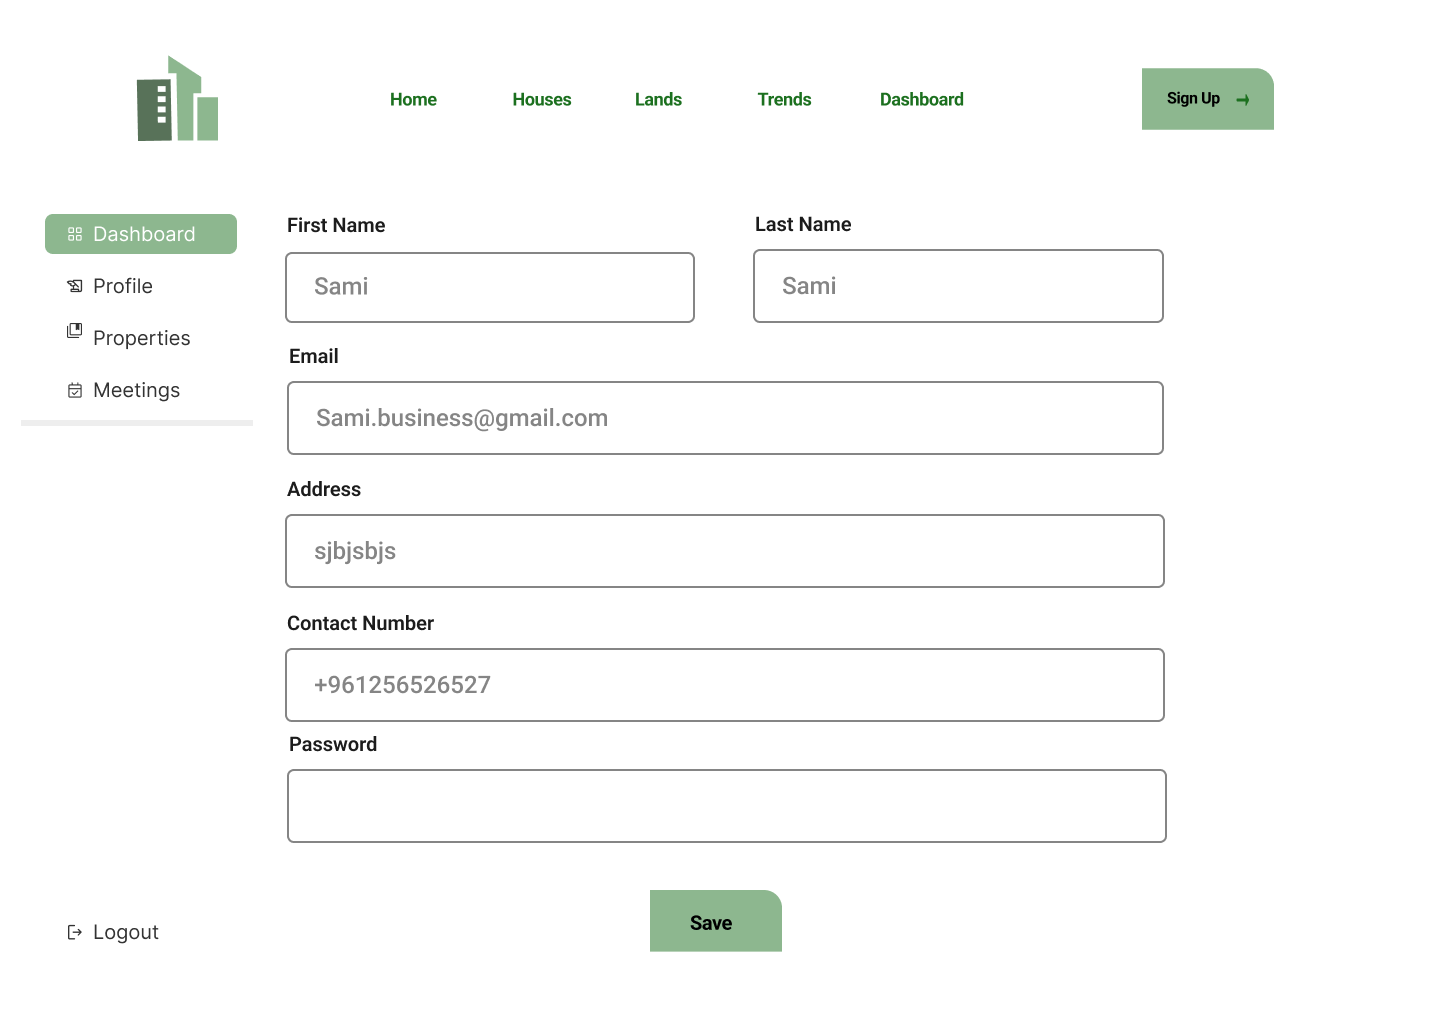 Home Houses Lands Trends Dashboard
Sign Up
Dashboard
Profile
Properties
Meetings
Logout
First Name
Sami
Last Name
Sami
Email
Sami.business@gmail.com
Address
sjbjsbjs
Contact Number
+961256526527
Password
Save